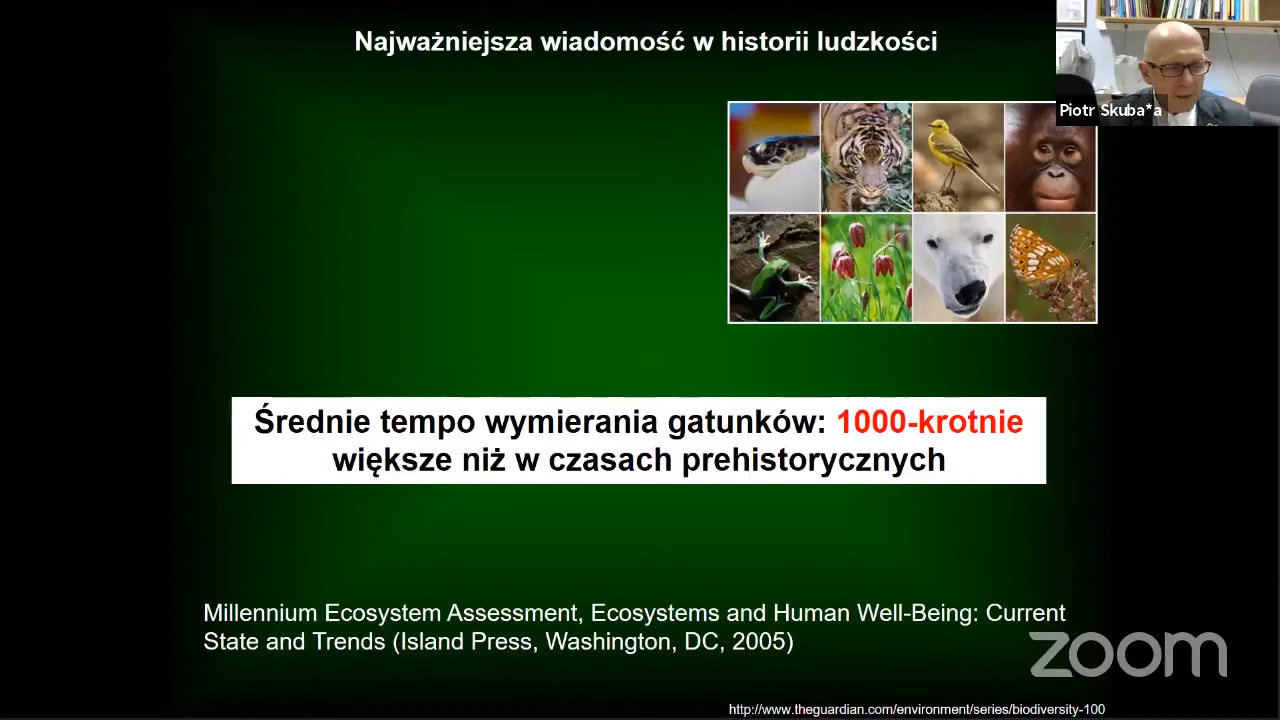 Najważniejsza wiadomość w historii ludzkości
Piotr Skuba*a
Średnie tempo wymierania gatunków: 1000-krotnie
większe niż w czasach prehistorycznych
Millennium Ecosystem Assessment, Ecosystems and Human Well-Being: Current
State and Trends (Island Press, Washington, DC, 2005)
zoom
http://www.theguardian.com/environment/series/biodiversity-100